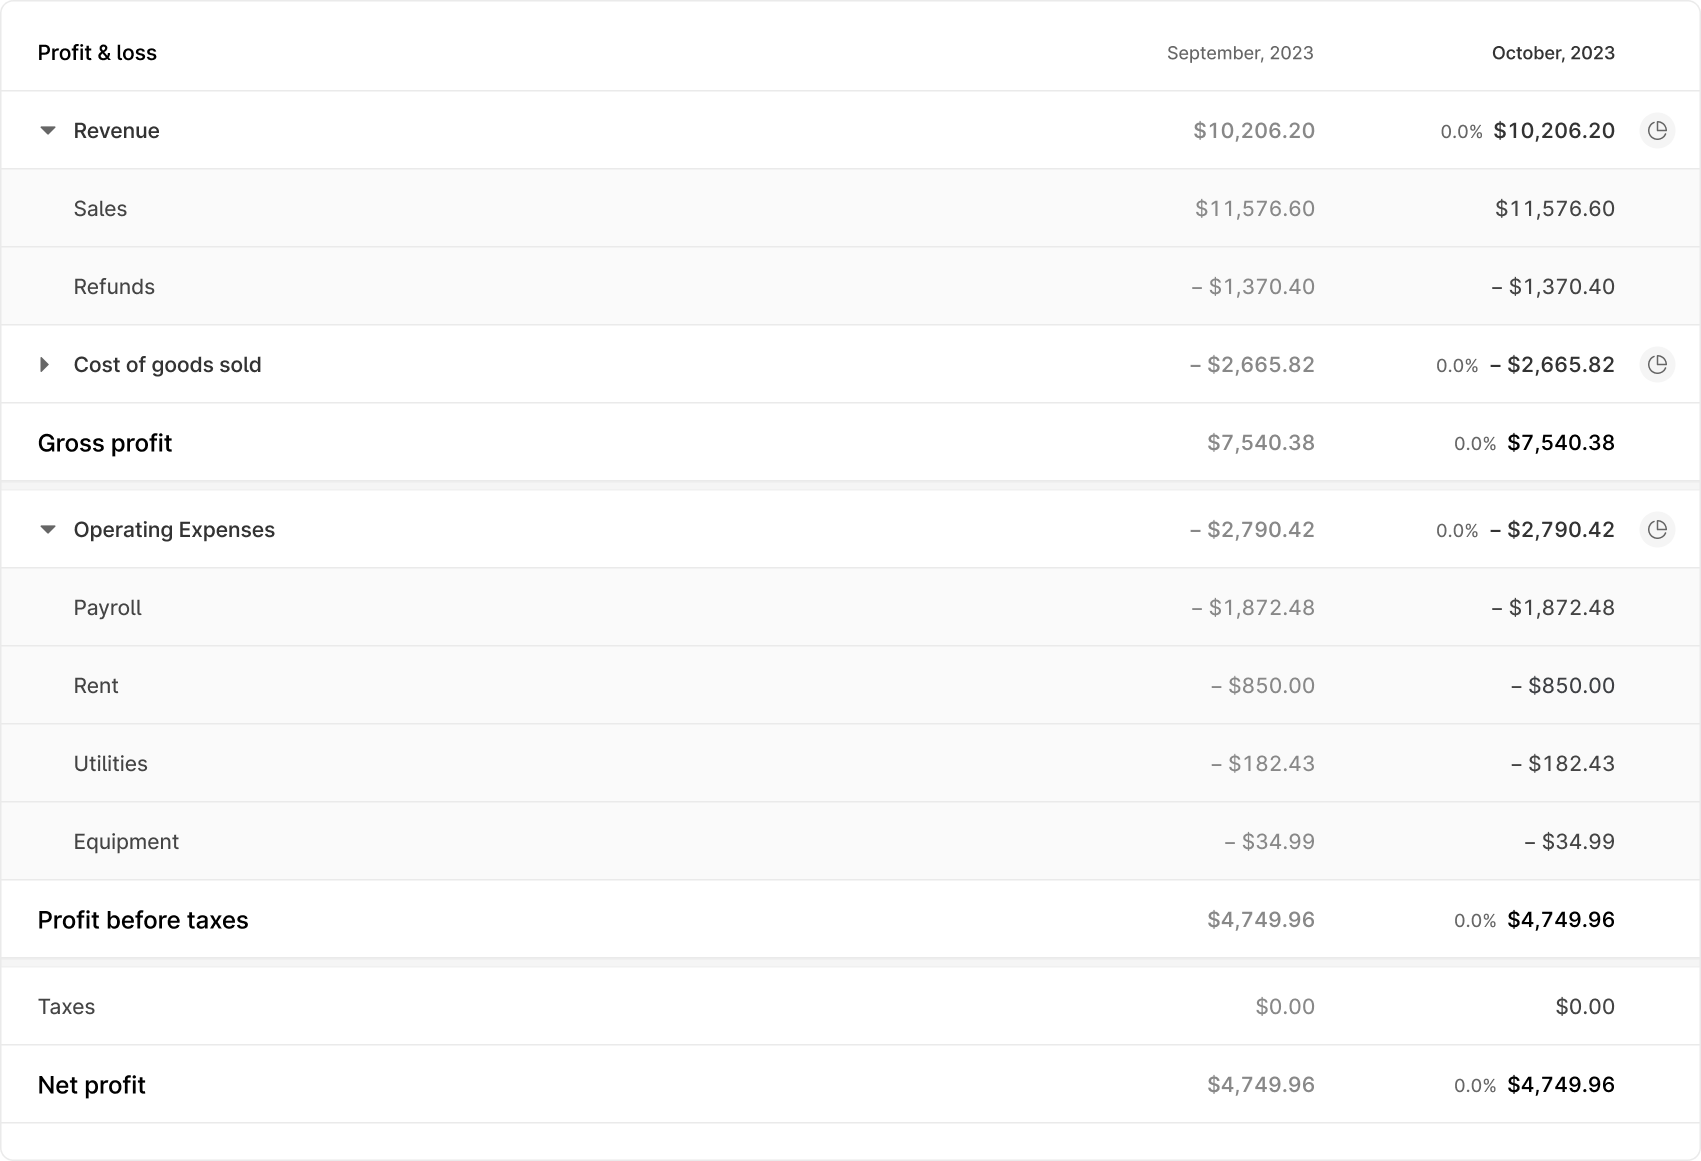 Profit & loss September, 2023 October, 2023
Revenue $10,206.20 0.0% $10,206.20
Sales $11,576.60 $11,576.60
Refunds – $1,370.40 – $1,370.40
Cost of goods sold – $2,665.82 0.0% – $2,665.82
Gross profit $7,540.38 0.0% $7,540.38
Operating Expenses – $2,790.42 0.0% – $2,790.42
Payroll – $1,872.48 – $1,872.48
Rent – $850.00 – $850.00
Utilities – $182.43 – $182.43
Equipment – $34.99 – $34.99
Profit before taxes $4,749.96 0.0% $4,749.96
Taxes $0.00 $0.00
Net profit $4,749.96 0.0% $4,749.96